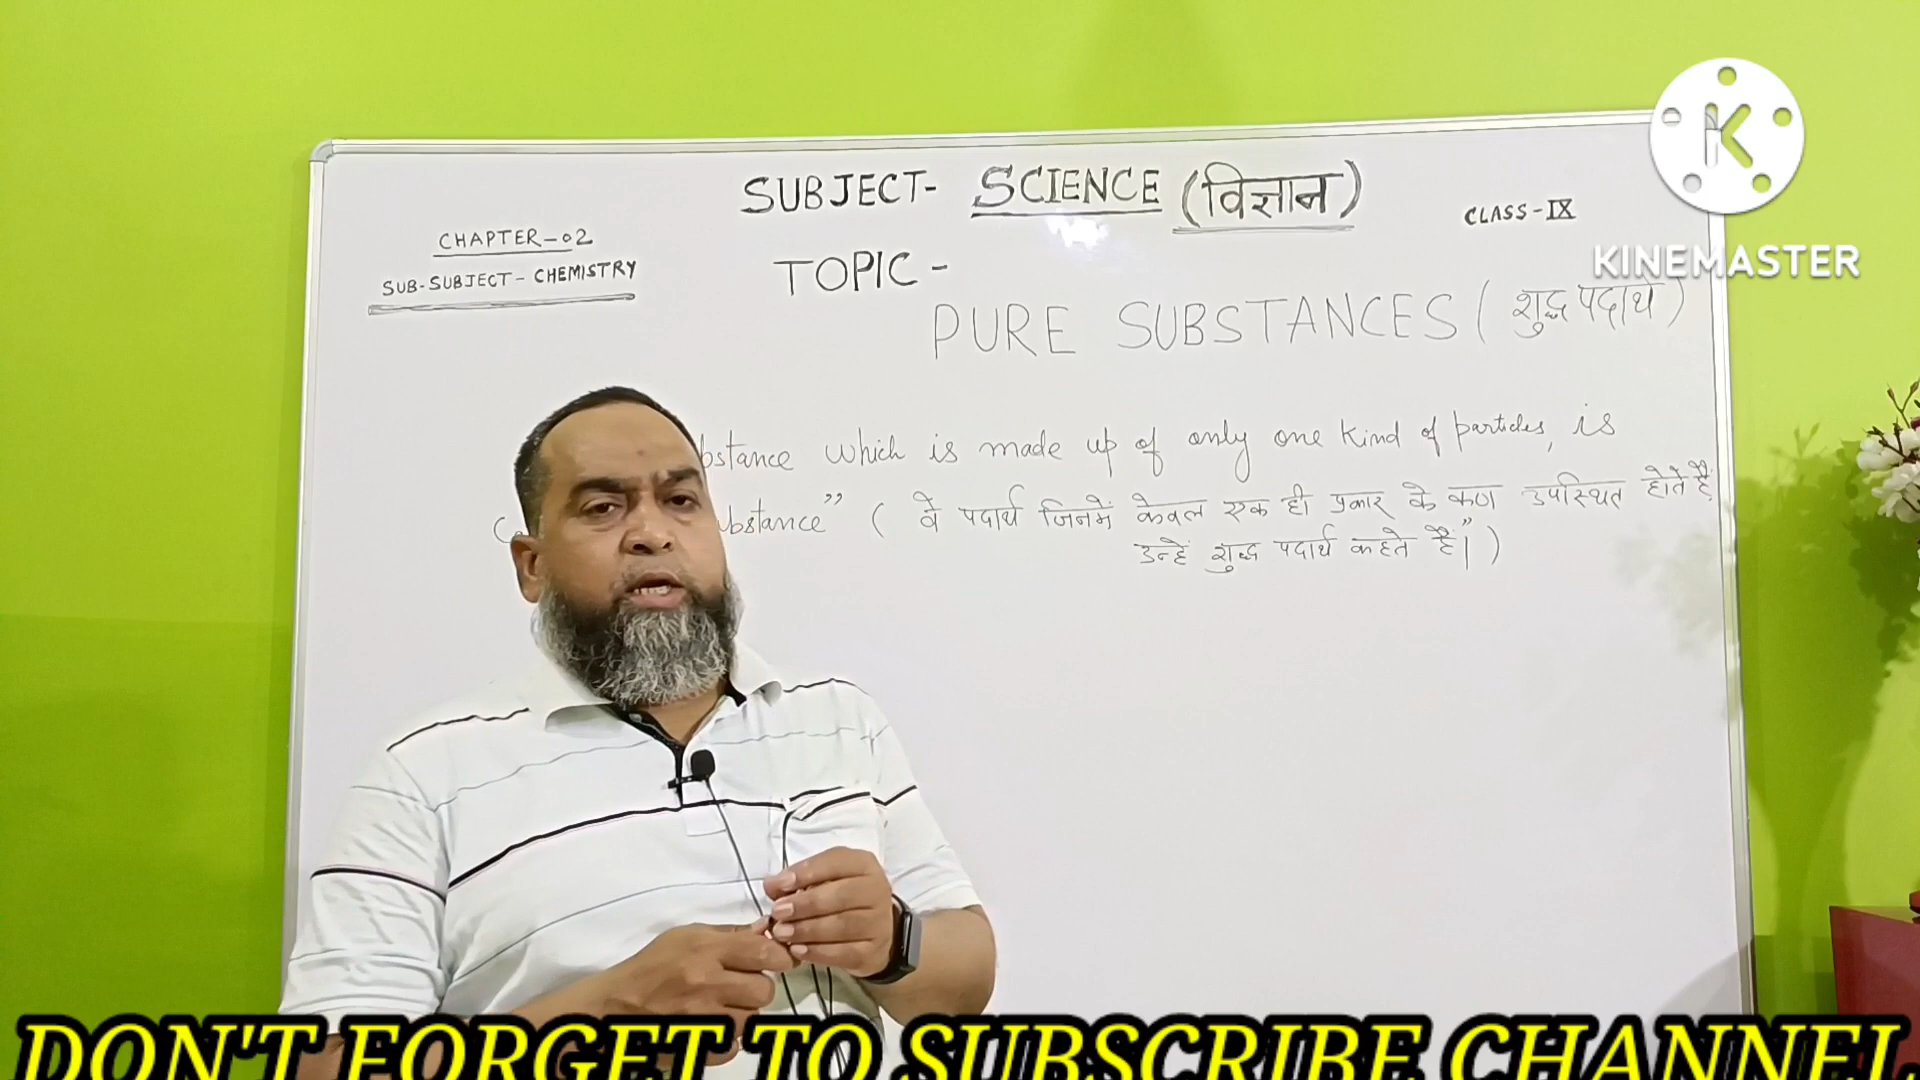 SUBJECT- SCIENCE (विज्ञान)
CLASS-IX
CHAPTER-02
SUB-SUBJECT- CHEMISTRY
TOPIC-
PURE SUBSTANCES (शुद्ध पदार्थ)
which is made up of only one kind of particles, is
” ( वे पदार्थ जिनमें केवल एक ही प्रकार के कण उपस्थित होते हैं
उन्हें शुद्ध पदार्थ कहते हैं।” )
KINEMASTER
DON'T FORGET TO SUBSCRIBE CHANNEL